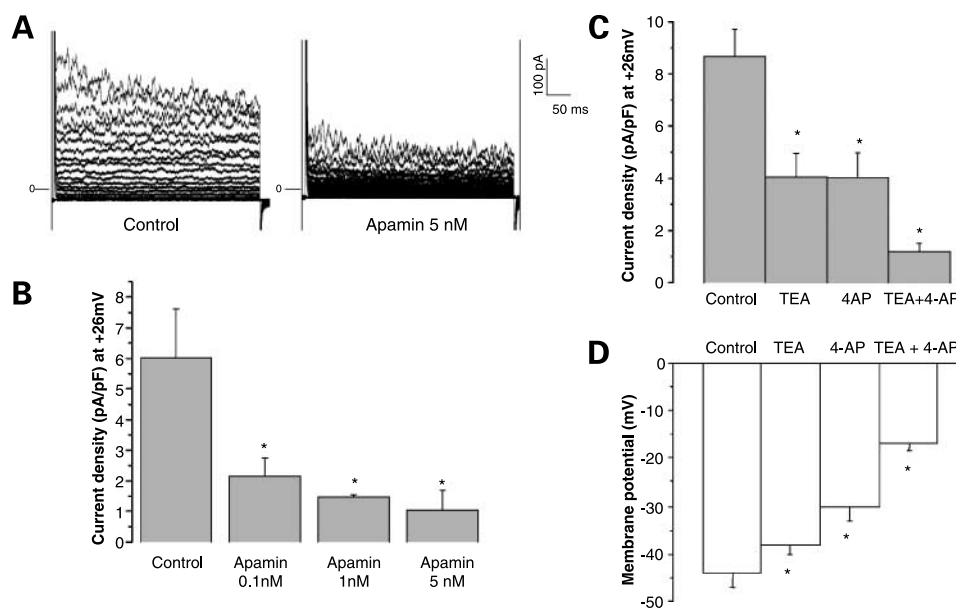 A
0
Control
0
Apamin 5 nM
100 pA
50 ms
B
Current density (pA/pF) at +26mV
8
7
6
5
4
3
2
1
0
*
*
*
Control
Apamin
0.1nM
Apamin
1nM
Apamin
5 nM
C
Current density (pA/pF) at +26mV
10
8
6
4
2
0
*
*
*
Control
TEA
4AP
TEA+4-AP
D
Control
TEA
4-AP
TEA + 4-AP
Membrane potential (mV)
0
-10
-20
-30
-40
-50
*
*
*